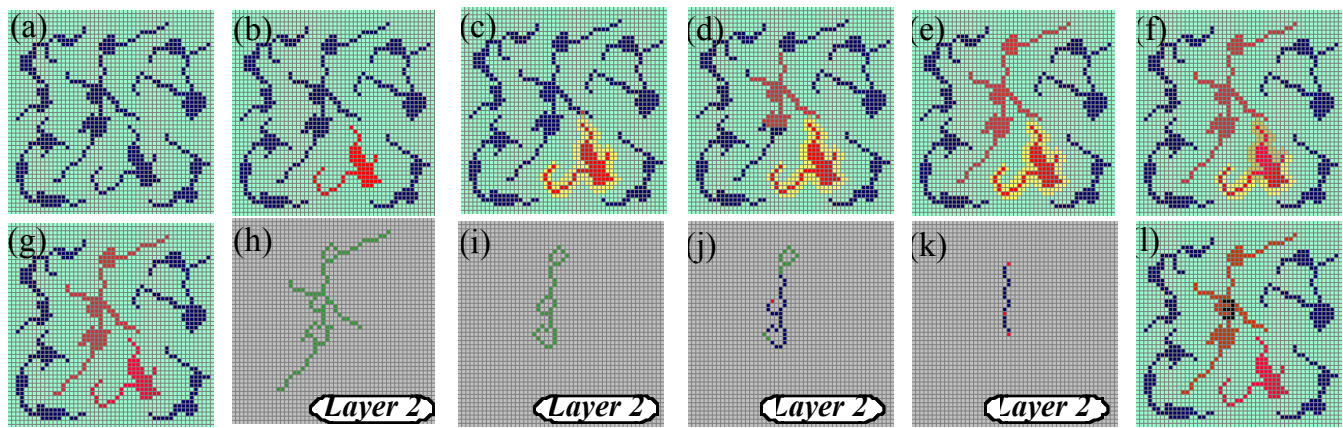 (a) (b) (c) (d) (e) (f)
(g) (h) (i) (j) (k) (l)
Layer 2 Layer 2 Layer 2 Layer 2